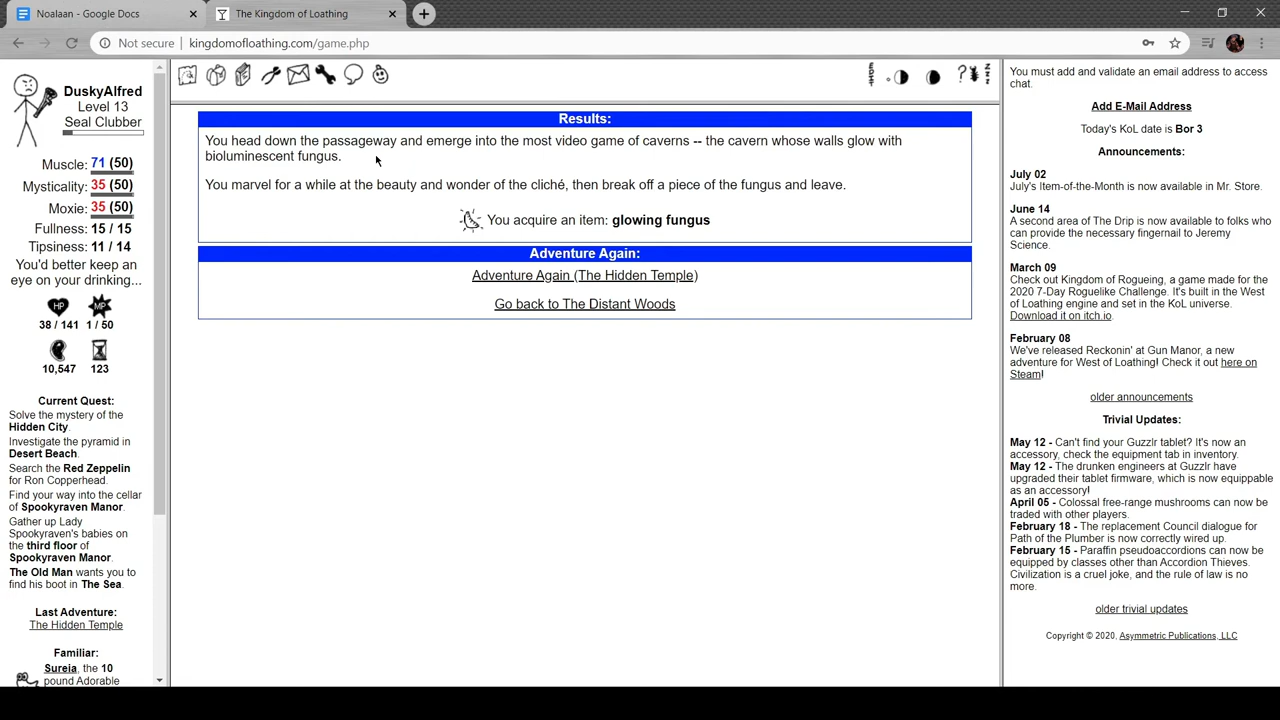 Noalaan - Google Docs
The Kingdom of Loathing
Not secure | kingdomofloathing.com/game.php
DuskyAlfred
Level 13
Seal Clubber
Muscle: 71 (50)
Mysticality: 35 (50)
Moxie: 35 (50)
Fullness: 15 / 15
Tipsiness: 11 / 14
You'd better keep an
eye on your drinking...
HP MP
38 / 141 1 / 50
10,547 123
Current Quest:
Solve the mystery of the
Hidden City.
Investigate the pyramid in
Desert Beach.
Search the Red Zeppelin
for Ron Copperhead.
Find your way into the cellar
of Spookyraven Manor.
Gather up Lady
Spookyraven's babies on
the third floor of
Spookyraven Manor.
The Old Man wants you to
find his boot in The Sea.
Last Adventure:
The Hidden Temple
Familiar:
Sureia, the 10
pound Adorable
Results:
You head down the passageway and emerge into the most video game of caverns -- the cavern whose walls glow with
bioluminescent fungus.
You marvel for a while at the beauty and wonder of the cliché, then break off a piece of the fungus and leave.
You acquire an item: glowing fungus
Adventure Again:
Adventure Again (The Hidden Temple)
Go back to The Distant Woods
You must add and validate an email address to access
chat.
Add E-Mail Address
Today's KoL date is Bor 3
Announcements:
July 02
July's Item-of-the-Month is now available in Mr. Store.
June 14
A second area of The Drip is now available to folks who
can provide the necessary fingernail to Jeremy
Science.
March 09
Check out Kingdom of Rogueing, a game made for the
2020 7-Day Roguelike Challenge. It's built in the West
of Loathing engine and set in the KoL universe.
Download it on itch.io.
February 08
We've released Reckonin' at Gun Manor, a new
adventure for West of Loathing! Check it out here on
Steam!
older announcements
Trivial Updates:
May 12 - Can't find your Guzzlr tablet? It's now an
accessory, check the equipment tab in inventory.
May 12 - The drunken engineers at Guzzlr have
upgraded their tablet firmware, which is now equippable
as an accessory!
April 05 - Colossal free-range mushrooms can now be
traded with other players.
February 18 - The replacement Council dialogue for
Path of the Plumber is now correctly wired up.
February 15 - Paraffin pseudoaccordions can now be
equipped by classes other than Accordion Thieves.
Civilization is a cruel joke, and the rule of law is no
more.
older trivial updates
Copyright © 2020, Asymmetric Publications, LLC